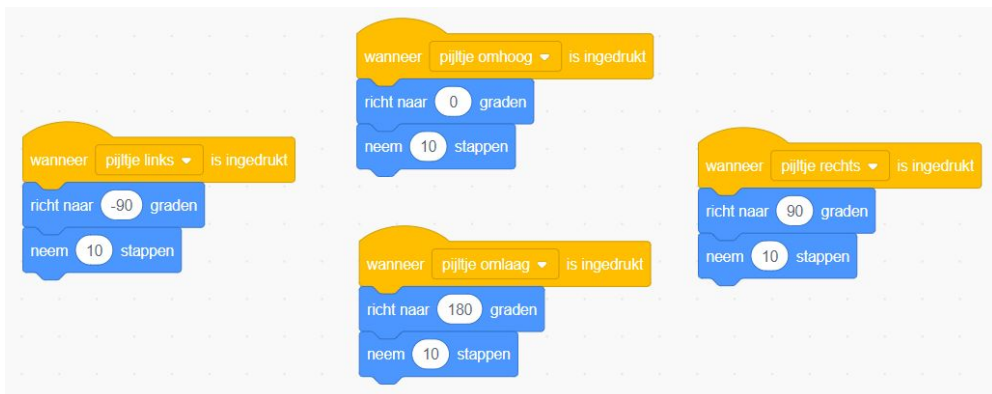 wanneer pijltje omhoog is ingedrukt
richt naar 0 graden
neem 10 stappen
wanneer pijltje links is ingedrukt
richt naar -90 graden
neem 10 stappen
wanneer pijltje rechts is ingedrukt
richt naar 90 graden
neem 10 stappen
wanneer pijltje omlaag is ingedrukt
richt naar 180 graden
neem 10 stappen